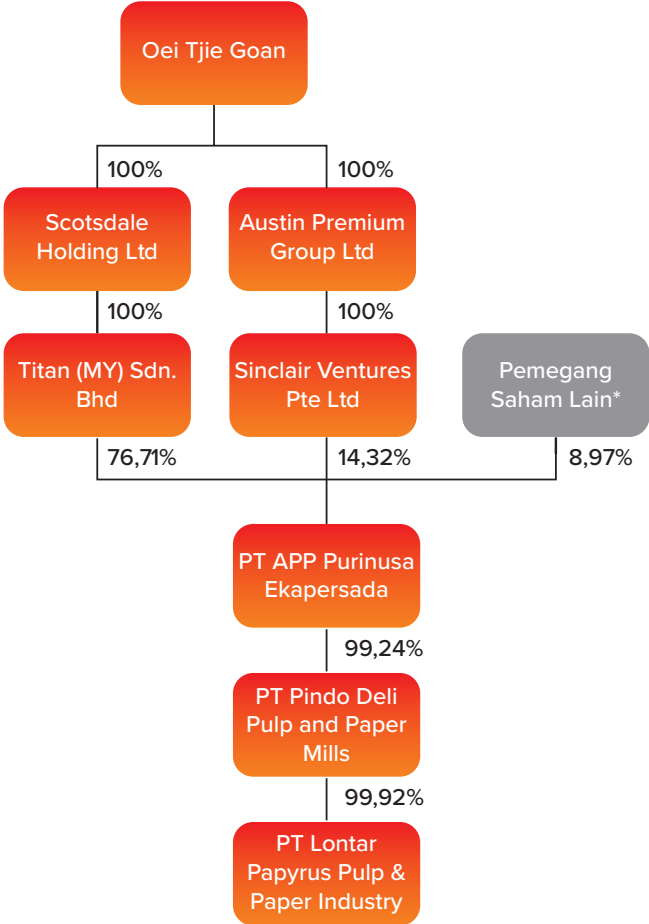 Oei Tjie Goan
100%
100%
Scotsdale
Holding Ltd
Austin Premium
Group Ltd
100%
100%
Titan (MY) Sdn.
Bhd
Sinclair Ventures
Pte Ltd
Pemegang
Saham Lain*
76,71%
14,32%
8,97%
PT APP Purinusa
Ekapersada
99,24%
PT Pindo Deli
Pulp and Paper
Mills
99,92%
PT Lontar
Papyrus Pulp &
Paper Industry